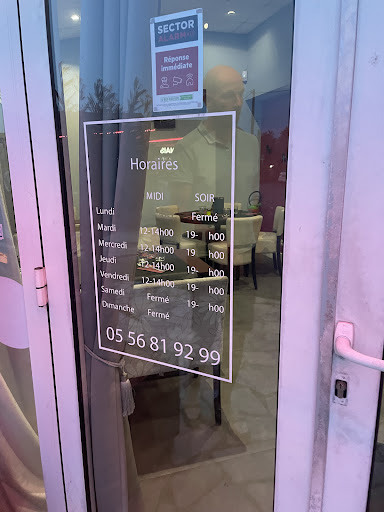 SECTOR
ALARM
Réponse
immédiate
Horaires
MIDI SOIR
Lundi Fermé
Mardi 12-14h00 19- h00
Mercredi 12-14h00 19- h00
Jeudi 12-14h00 19- h00
Vendredi 12-14h00 19- h00
Samedi Fermé 19- h00
Dimanche Fermé
05 56 81 92 99